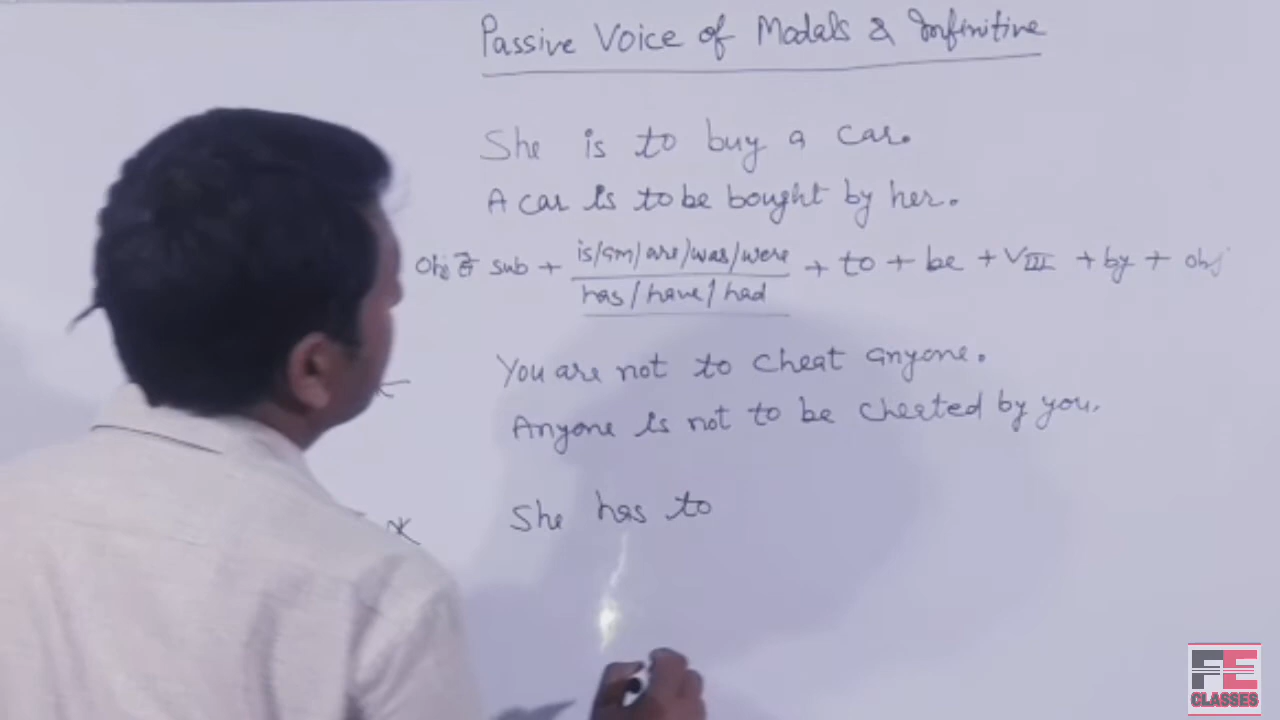 Passive Voice of Modals & Infinitive
She is to buy a car.
A car is to be bought by her.
Obj से sub + is/am/are/was/were + to + be + VIII + by + obj
has/have/had
You are not to cheat anyone.
Anyone is not to be cheated by you.
She has to
FE
CLASSES